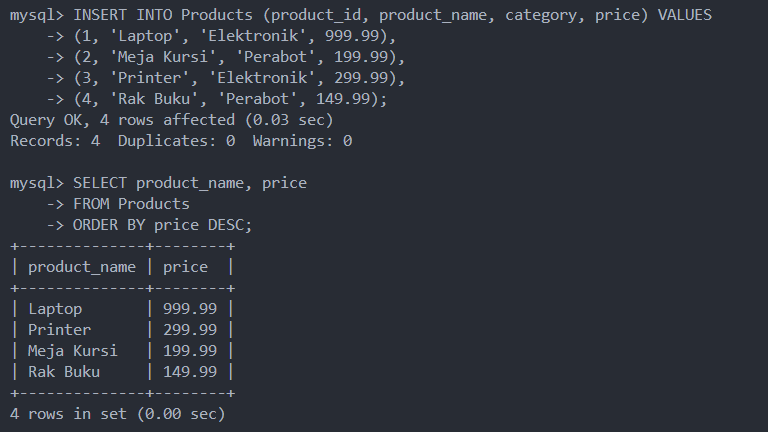 mysql> INSERT INTO Products (product_id, product_name, category, price) VALUES
    -> (1, 'Laptop', 'Elektronik', 999.99),
    -> (2, 'Meja Kursi', 'Perabot', 199.99),
    -> (3, 'Printer', 'Elektronik', 299.99),
    -> (4, 'Rak Buku', 'Perabot', 149.99);
Query OK, 4 rows affected (0.03 sec)
Records: 4  Duplicates: 0  Warnings: 0

mysql> SELECT product_name, price
    -> FROM Products
    -> ORDER BY price DESC;
+--------------+--------+
| product_name | price  |
+--------------+--------+
| Laptop       | 999.99 |
| Printer      | 299.99 |
| Meja Kursi   | 199.99 |
| Rak Buku     | 149.99 |
+--------------+--------+
4 rows in set (0.00 sec)